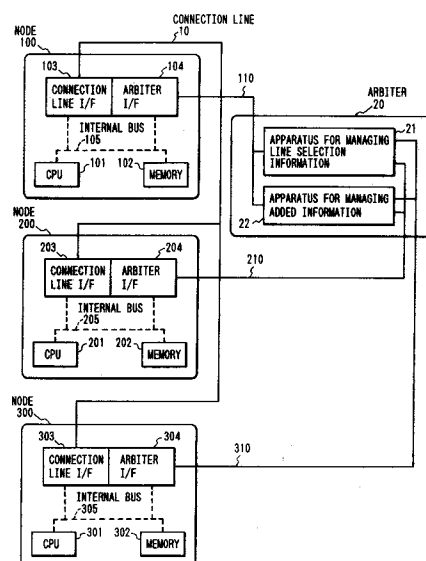 CONNECTION LINE
10
NODE
100
103
104
CONNECTION
LINE I/F
ARBITER
I/F
INTERNAL BUS
105
CPU
101
MEMORY
102
110
ARBITER
20
21
APPARATUS FOR MANAGING
LINE SELECTION
INFORMATION
APPARATUS FOR MANAGING
ADDED INFORMATION
22
NODE
200
203
204
CONNECTION
LINE I/F
ARBITER
I/F
210
INTERNAL BUS
205
CPU
201
MEMORY
202
NODE
300
303
304
CONNECTION
LINE I/F
ARBITER
I/F
310
INTERNAL BUS
305
CPU
301
MEMORY
302